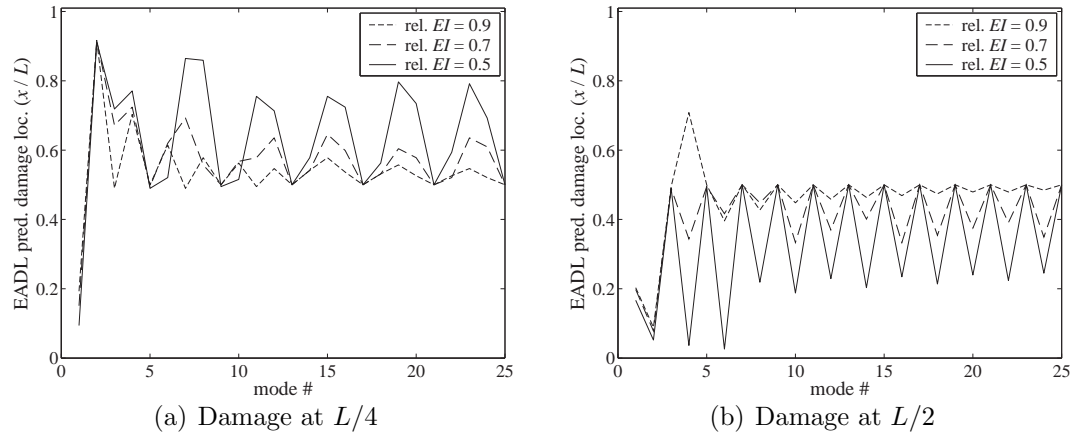 EADL pred. damage loc. (x / L)
1
0.8
0.6
0.4
0.2
0
rel. EI = 0.9
rel. EI = 0.7
rel. EI = 0.5
0 5 10 15 20 25
mode #
(a) Damage at L/4
EADL pred. damage loc. (x / L)
1
0.8
0.6
0.4
0.2
0
rel. EI = 0.9
rel. EI = 0.7
rel. EI = 0.5
0 5 10 15 20 25
mode #
(b) Damage at L/2